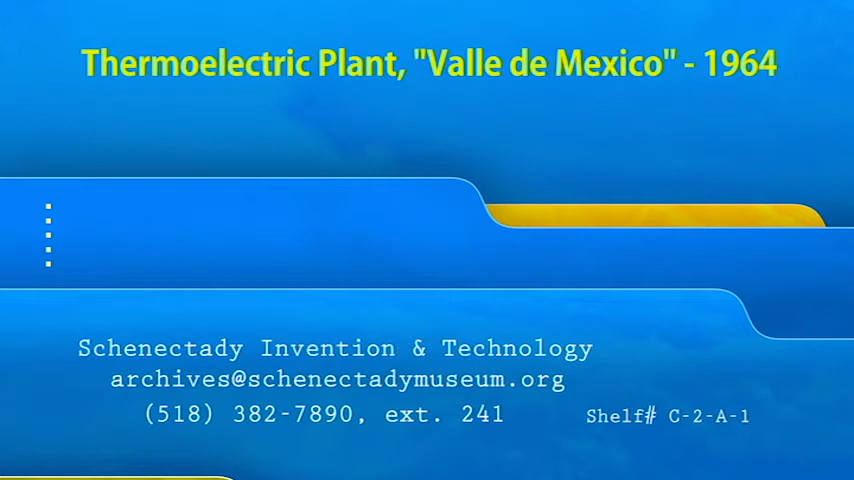 Thermoelectric Plant, "Valle de Mexico" - 1964
Schenectady Invention & Technology
archives@schenectadymuseum.org
(518) 382-7890, ext. 241
Shelf# C-2-A-1